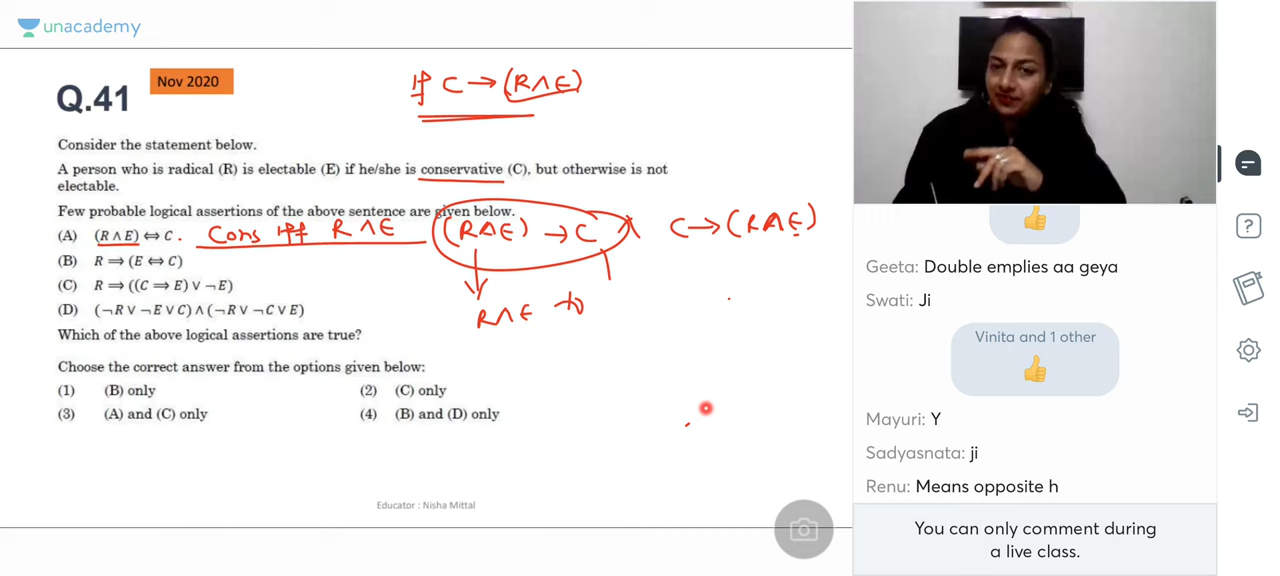 unacademy
Nov 2020
Q.41
If C → (R∧E)
Consider the statement below.
A person who is radical (R) is electable (E) if he/she is conservative (C), but otherwise is not
electable.
Few probable logical assertions of the above sentence are given below.
(A) (R ∧ E) ⇔ C . Cons iff R∧E (R∧E) → C ∧ C → (R∧E)
(B) R ⟹ (E ⇔ C)
(C) R ⟹ ((C ⟹ E) ∨ ¬E)
(D) (¬R ∨ ¬E ∨ C) ∧ (¬R ∨ ¬C ∨ E)
R∧E to
Which of the above logical assertions are true?
Choose the correct answer from the options given below:
(1) (B) only (2) (C) only
(3) (A) and (C) only (4) (B) and (D) only
Educator : Nisha Mittal
Geeta: Double emplies aa geya
Swati: Ji
Vinita and 1 other
Mayuri: Y
Sadyasnata: ji
Renu: Means opposite h
You can only comment during
a live class.